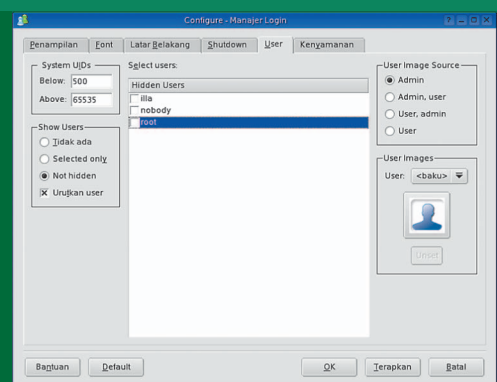 Configure - Manajer Login
Penampilan
Font
Latar Belakang
Shutdown
User
Kenyamanan
System UIDs
Below: 500
Above: 65535
Show Users
Tidak ada
Selected only
Not hidden
Urutkan user
Select users:
Hidden Users
illa
nobody
root
User Image Source
Admin
Admin, user
User, admin
User
User Images
User: <baku>
Unset
Bantuan
Default
OK
Terapkan
Batal